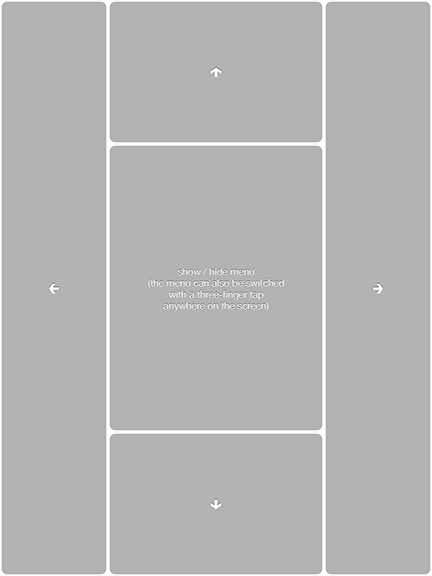 show / hide menu
(the menu can also be switched
with a three-finger tap
anywhere on the screen)